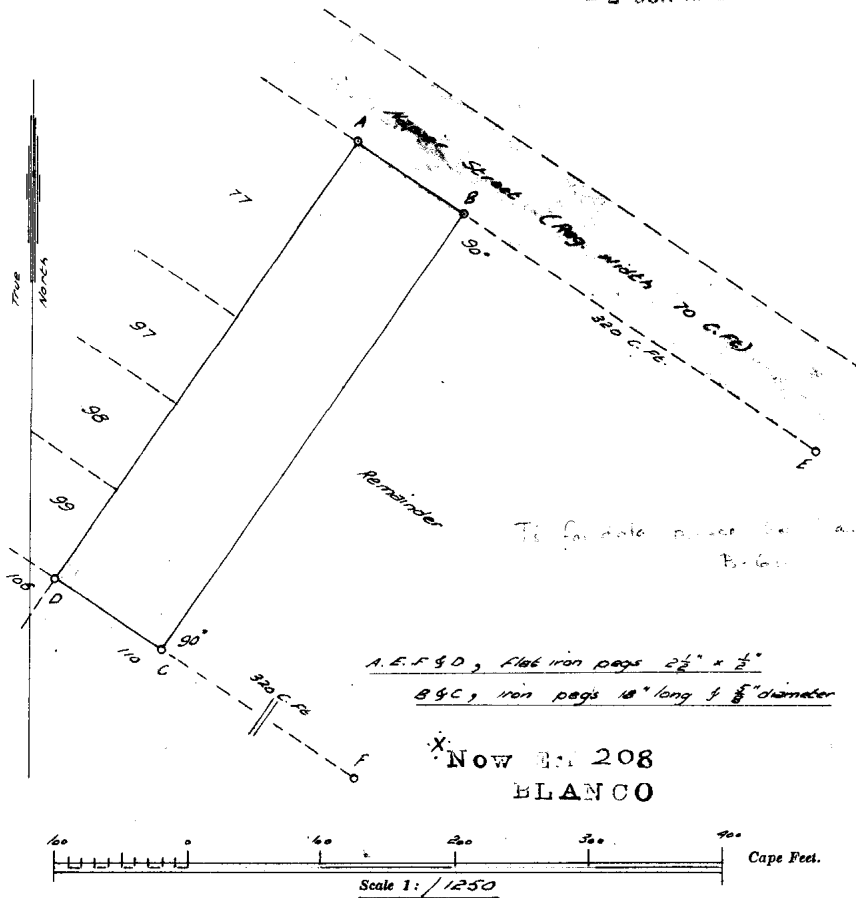 A
B
Street (Reg. width 70 C.Ft)
77
90°
320 C.Ft.
True North
97
98
99
E
Remainder
106
D
110
C
90°
320 C.Ft
F
A.E.F & D, flat iron pegs 2½" x ½"
B & C, iron pegs 18" long & ⅝" diameter
X Now 208
BLANCO
100 0 100 200 300 400
Cape Feet.
Scale 1: / 1250